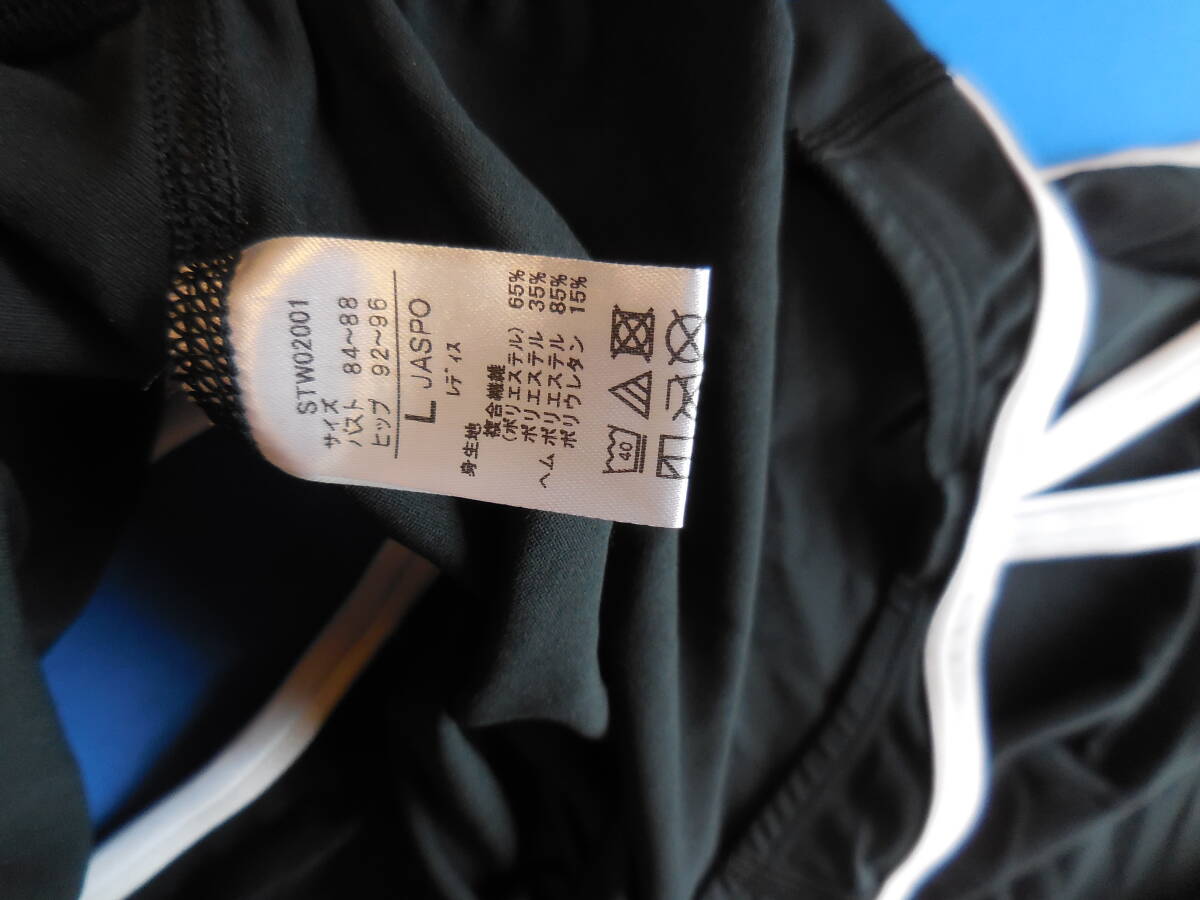 STW02001
サイズ
バスト 84~88
ヒップ 92~96
L JASPO
レディス
身生地
複合繊維
(ポリエステル) 65%
ポリエステル 35%
ヘム ポリエステル 85%
ポリウレタン 15%
40